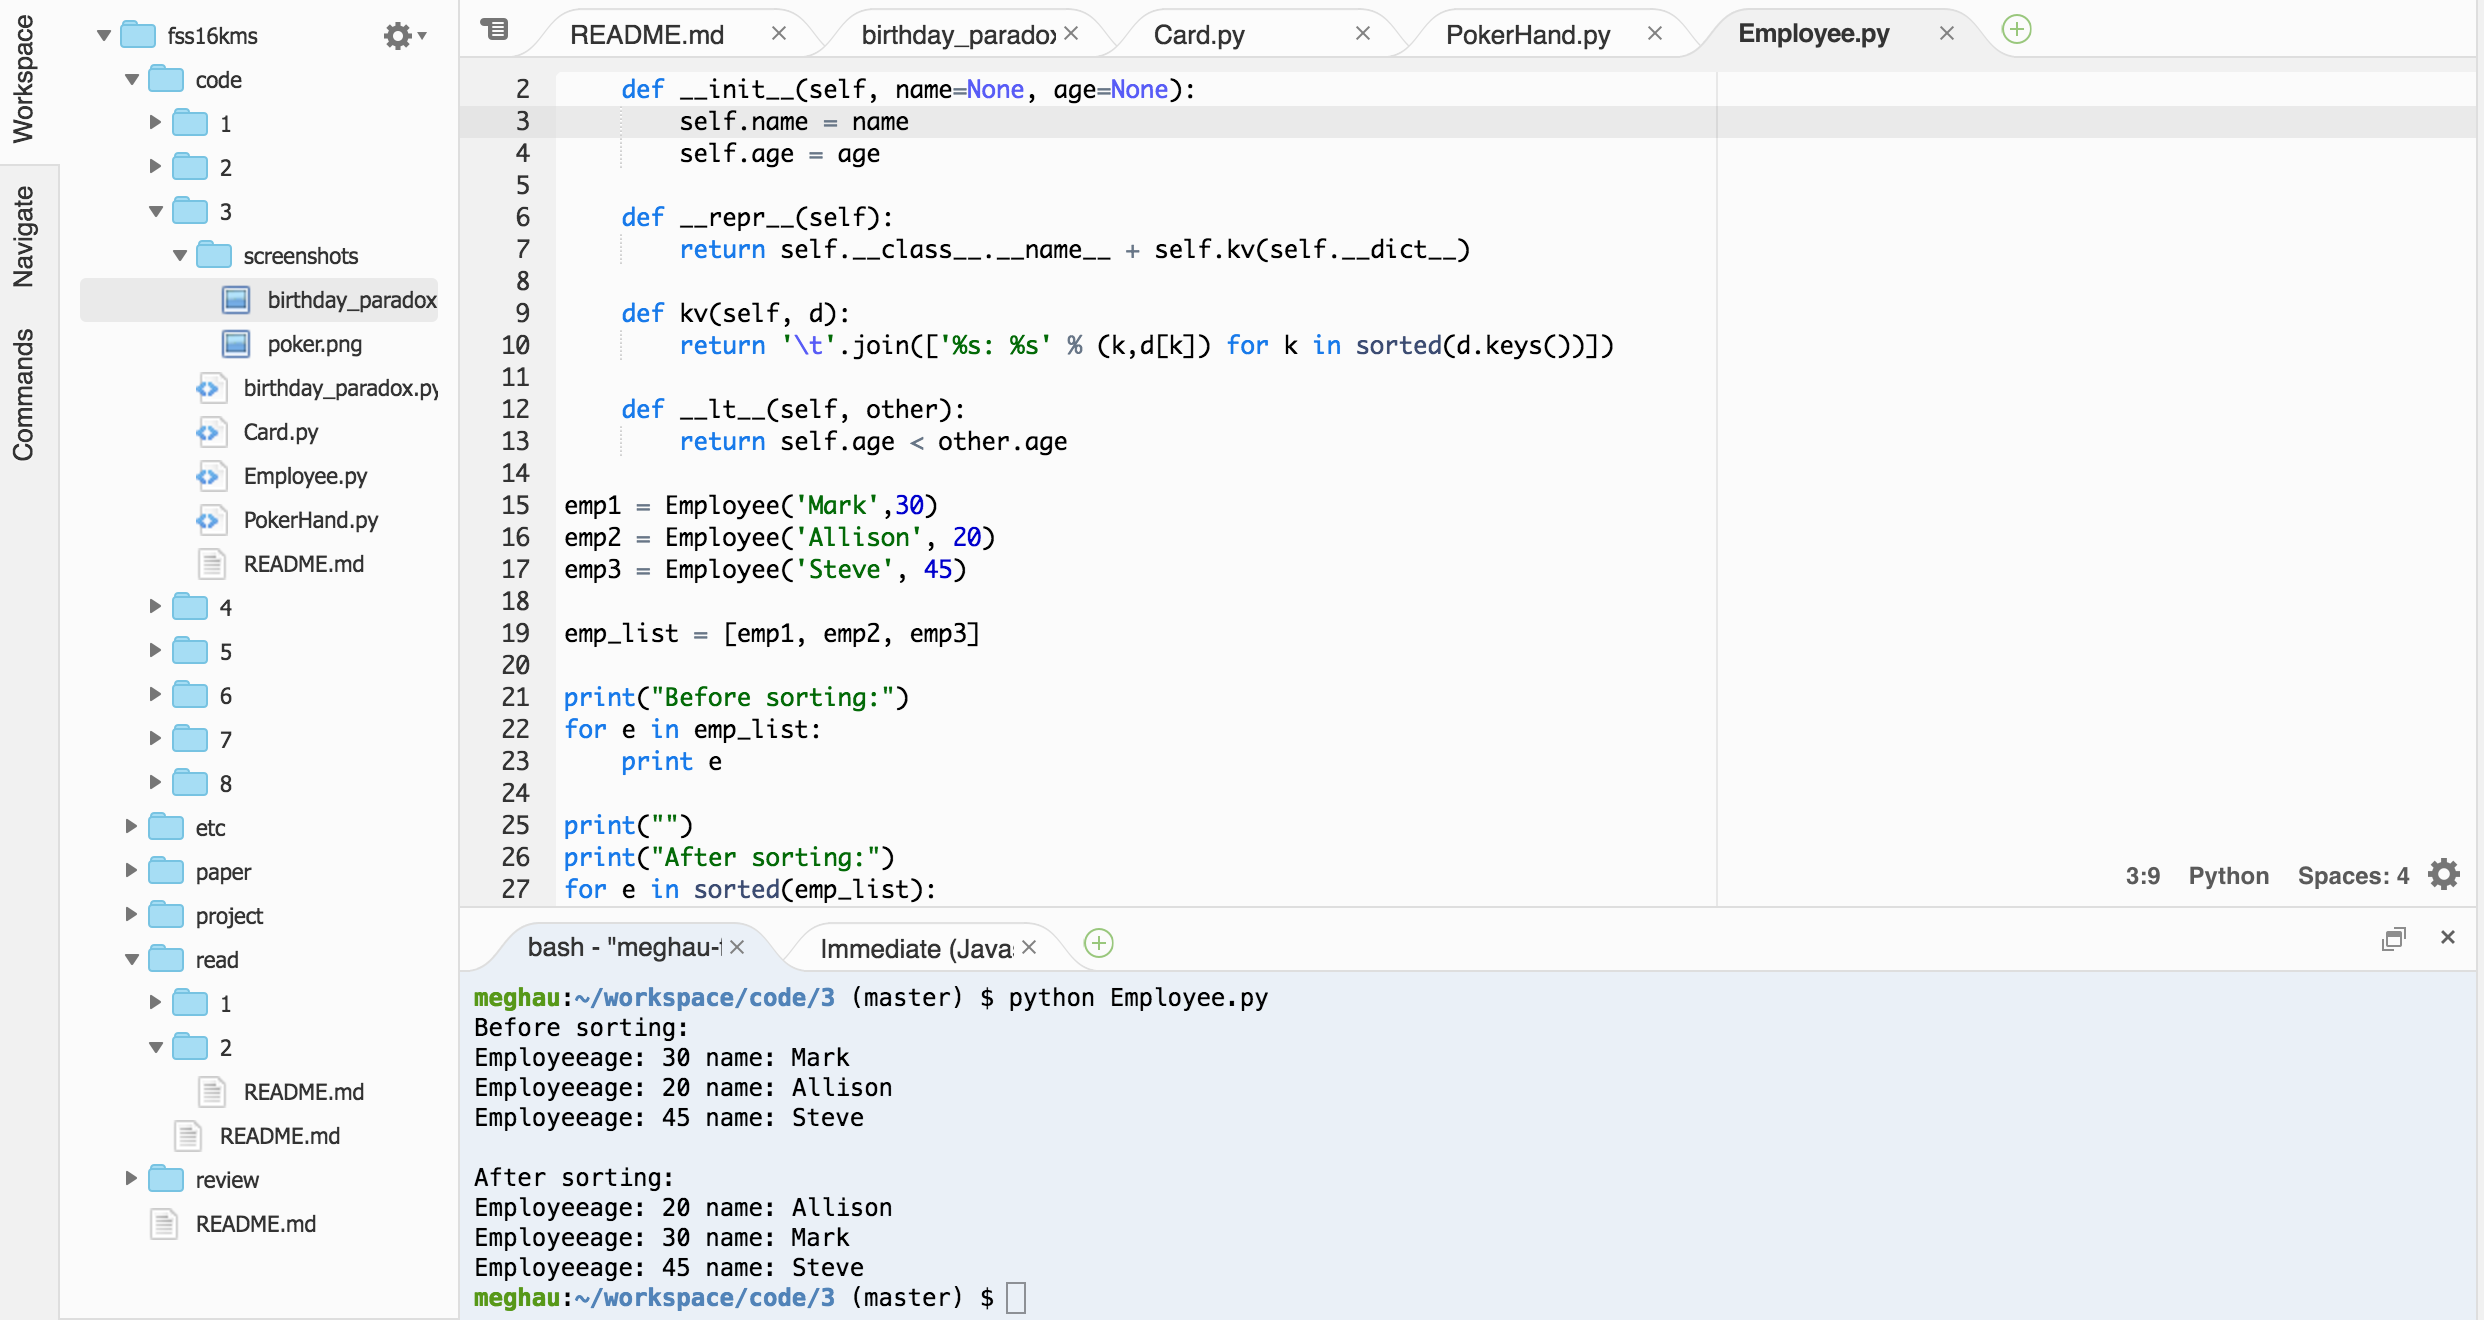 Workspace
Navigate
Commands
fss16kms
code
1
2
3
screenshots
birthday_paradox
poker.png
birthday_paradox.py
Card.py
Employee.py
PokerHand.py
README.md
4
5
6
7
8
etc
paper
project
read
1
2
README.md
README.md
review
README.md
README.md birthday_paradox Card.py PokerHand.py Employee.py
2 def __init__(self, name=None, age=None):
3 self.name = name
4 self.age = age
5
6 def __repr__(self):
7 return self.__class__.__name__ + self.kv(self.__dict__)
8
9 def kv(self, d):
10 return '\t'.join(['%s: %s' % (k,d[k]) for k in sorted(d.keys())])
11
12 def __lt__(self, other):
13 return self.age < other.age
14
15 emp1 = Employee('Mark',30)
16 emp2 = Employee('Allison', 20)
17 emp3 = Employee('Steve', 45)
18
19 emp_list = [emp1, emp2, emp3]
20
21 print("Before sorting:")
22 for e in emp_list:
23 print e
24
25 print("")
26 print("After sorting:")
27 for e in sorted(emp_list):
3:9 Python Spaces: 4
bash - "meghau- Immediate (Java
meghau:~/workspace/code/3 (master) $ python Employee.py
Before sorting:
Employeeage: 30 name: Mark
Employeeage: 20 name: Allison
Employeeage: 45 name: Steve
After sorting:
Employeeage: 20 name: Allison
Employeeage: 30 name: Mark
Employeeage: 45 name: Steve
meghau:~/workspace/code/3 (master) $